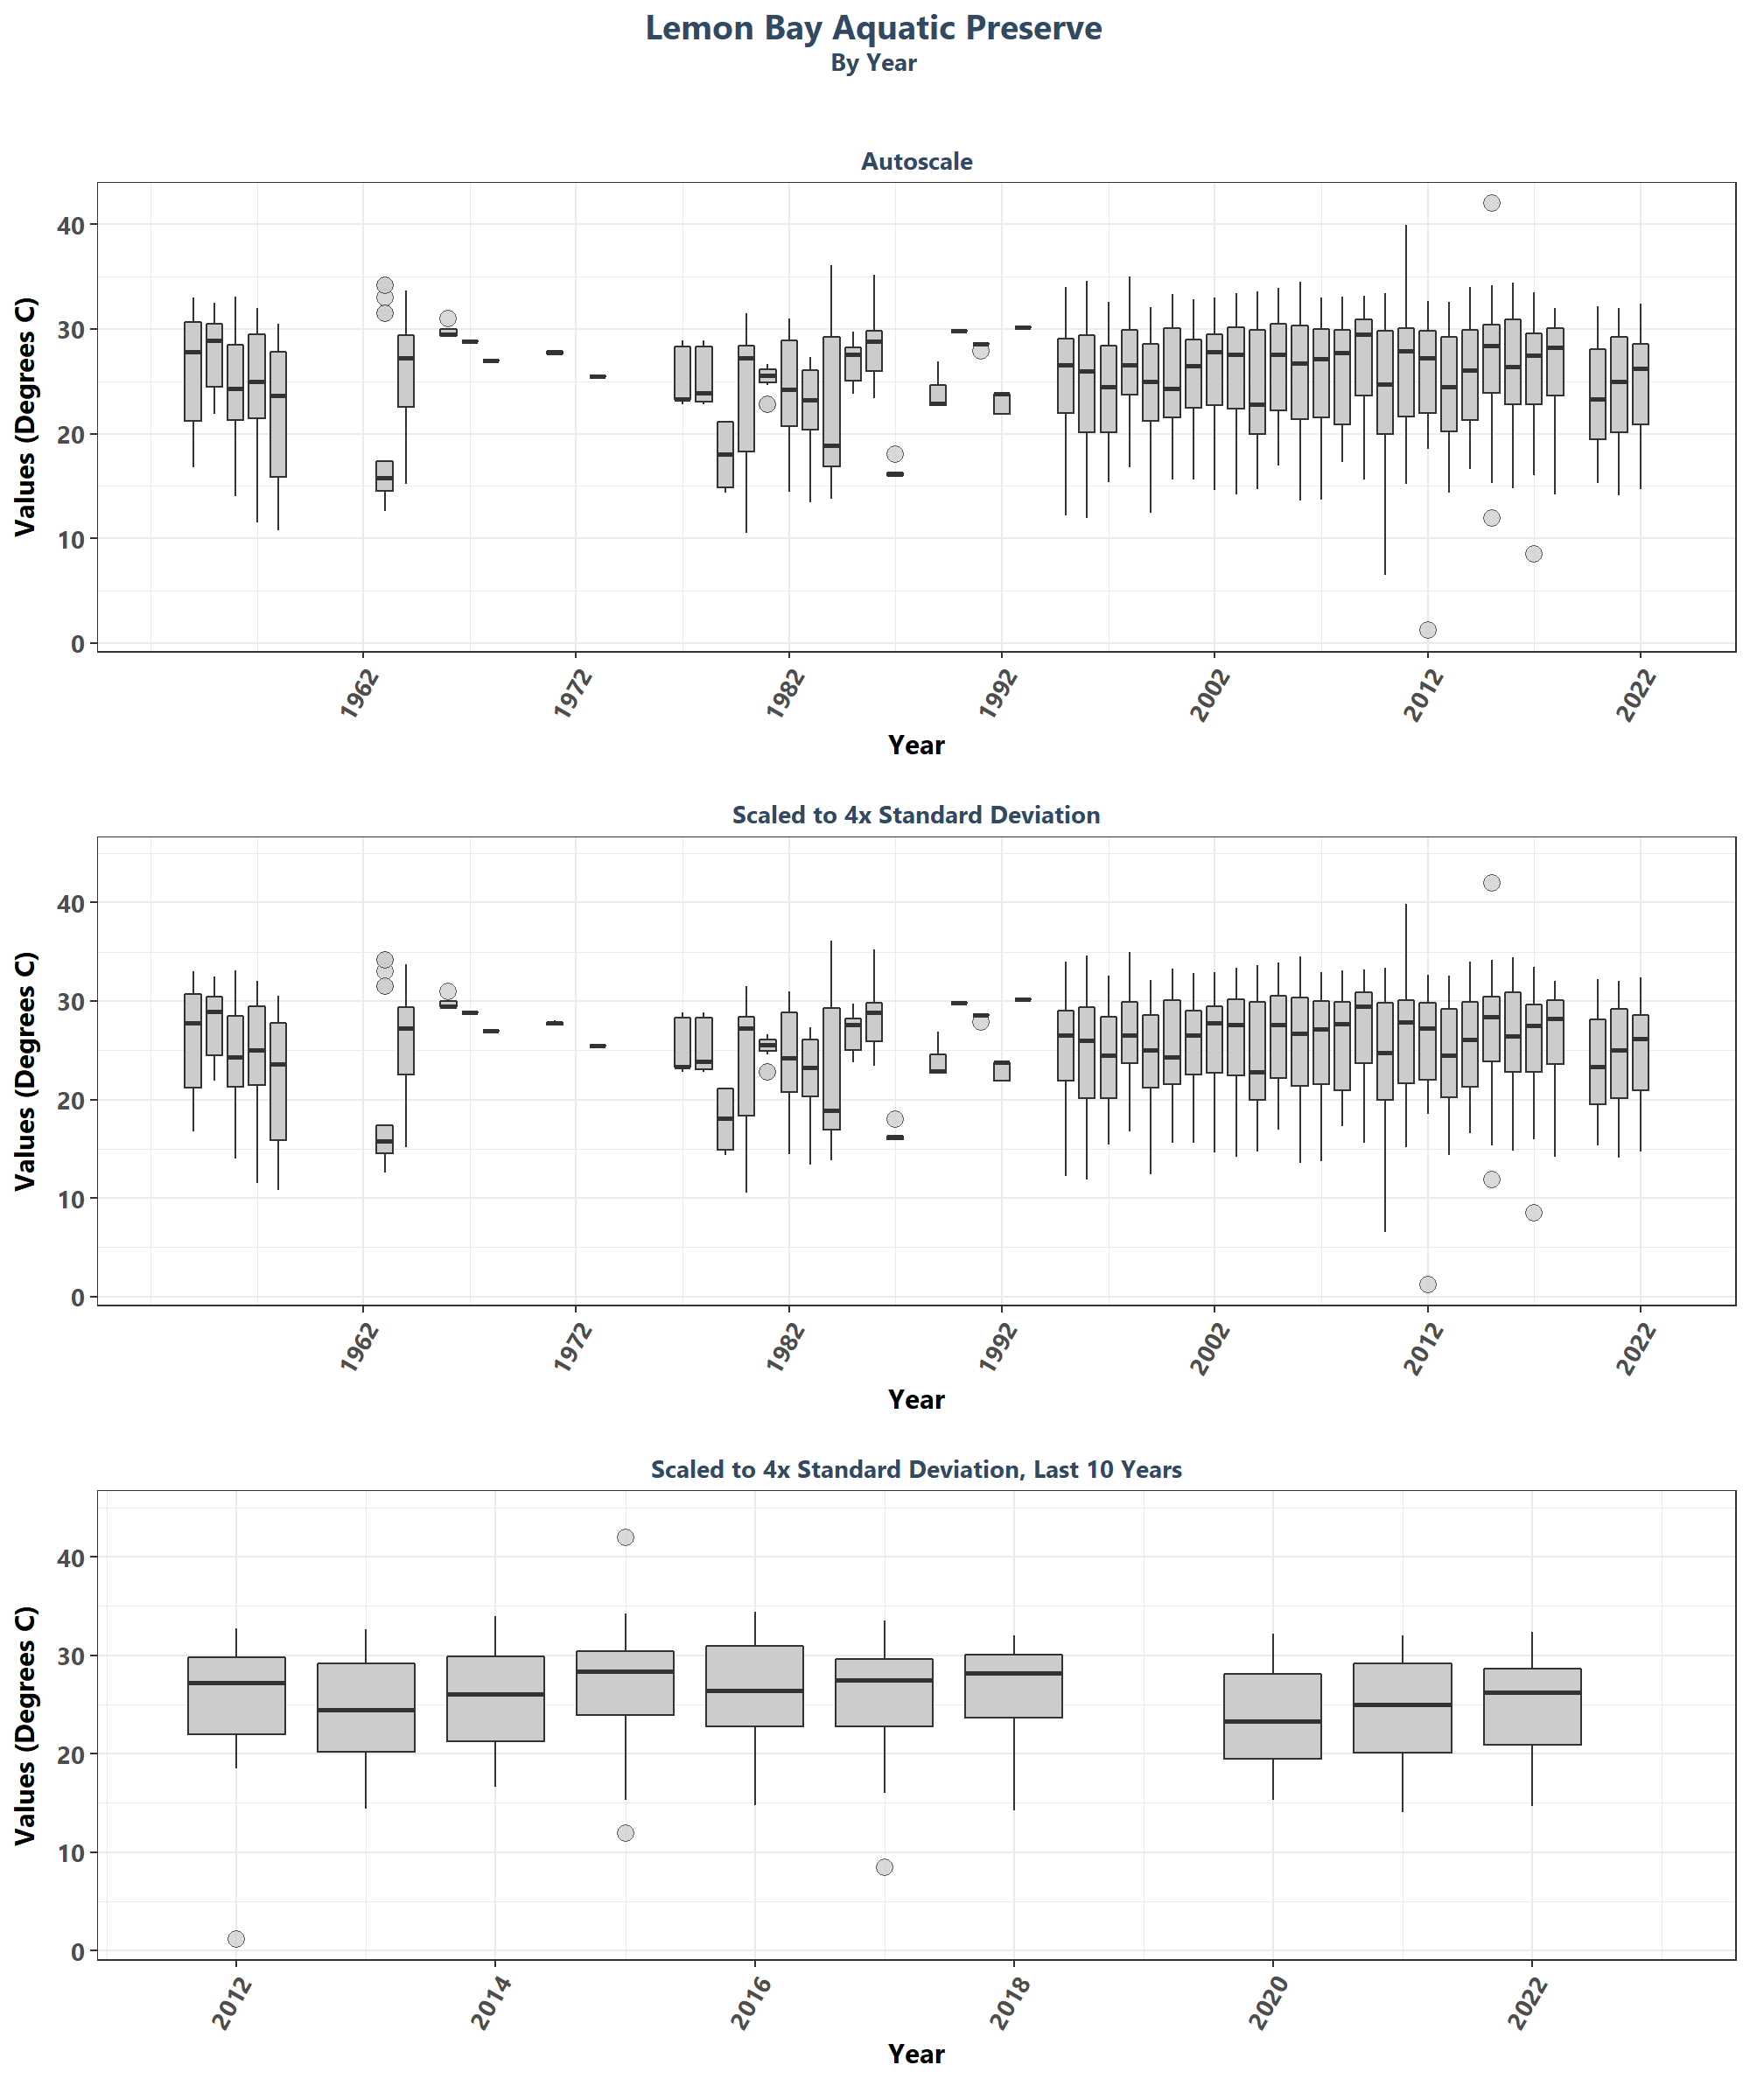 Lemon Bay Aquatic Preserve
By Year
Autoscale
Values (Degrees C)
40
30
20
10
0
1962 1972 1982 1992 2002 2012 2022
Year
Scaled to 4x Standard Deviation
Values (Degrees C)
40
30
20
10
0
1962 1972 1982 1992 2002 2012 2022
Year
Scaled to 4x Standard Deviation, Last 10 Years
Values (Degrees C)
40
30
20
10
0
2012 2014 2016 2018 2020 2022
Year